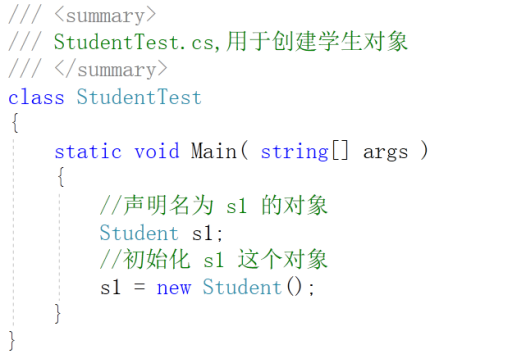 /// <summary>
/// StudentTest.cs,用于创建学生对象
/// </summary>
class StudentTest
{
    static void Main( string[] args )
    {
        //声明名为 s1 的对象
        Student s1;
        //初始化 s1 这个对象
        s1 = new Student();
    }
}